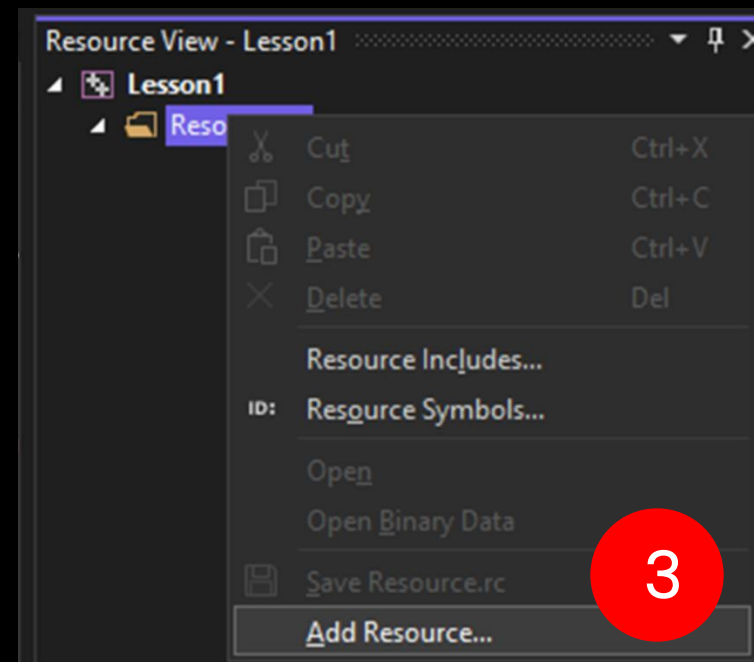 Resource View - Lesson1
Lesson1
Reso
Cut Ctrl+X
Copy Ctrl+C
Paste Ctrl+V
Delete Del
Resource Includes...
ID: Resource Symbols...
Open
Open Binary Data
Save Resource.rc
3
Add Resource...